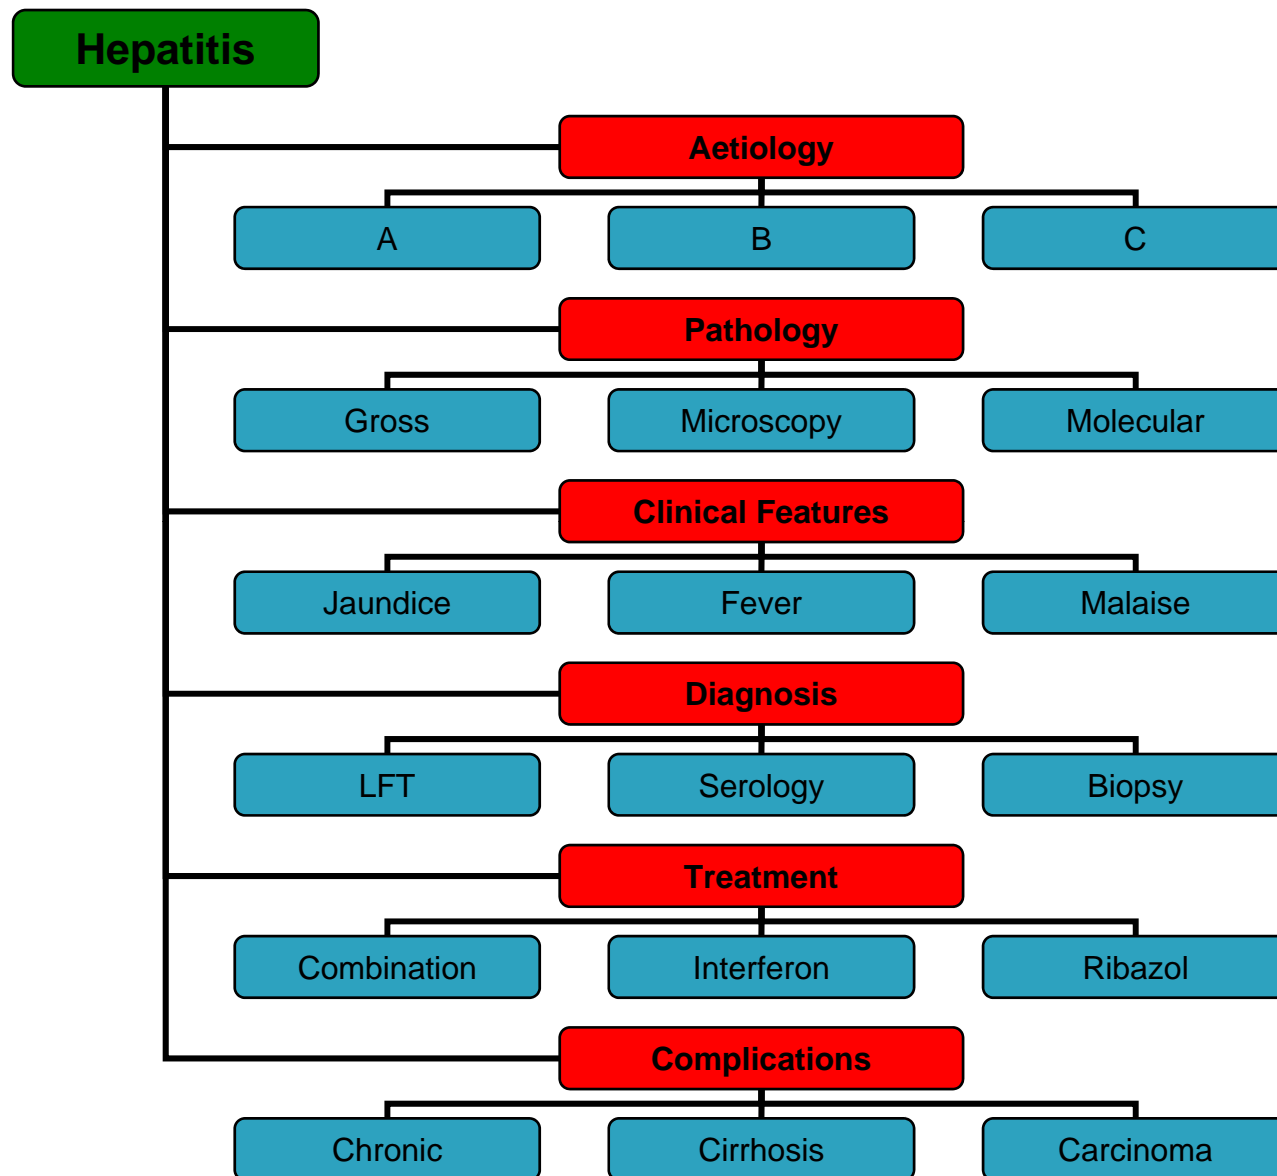 Hepatitis
Aetiology
A B C
Pathology
Gross Microscopy Molecular
Clinical Features
Jaundice Fever Malaise
Diagnosis
LFT Serology Biopsy
Treatment
Combination Interferon Ribazol
Complications
Chronic Cirrhosis Carcinoma